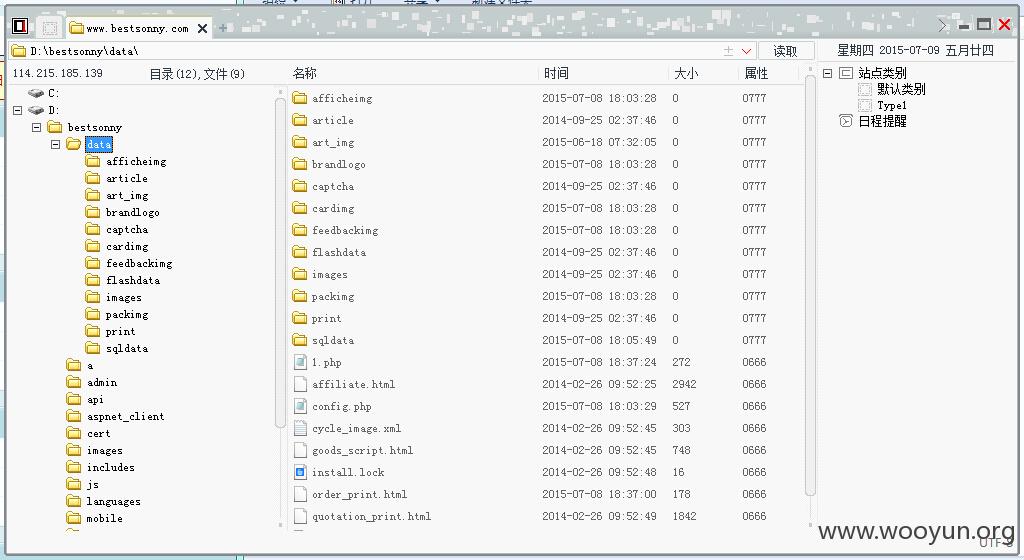 www.bestsonny.com
D:\bestsonny\data\
读取
星期四 2015-07-09 五月廿四
114.215.185.139
目录(12),文件(9)
C:
D:
bestsonny
data
afficheimg
article
art_img
brandlogo
captcha
cardimg
feedbackimg
flashdata
images
packimg
print
sqldata
a
admin
api
aspnet_client
cert
images
includes
js
languages
mobile
名称 时间 大小 属性
afficheimg 2015-07-08 18:03:28 0 0777
article 2014-09-25 02:37:46 0 0777
art_img 2015-06-18 07:32:05 0 0777
brandlogo 2015-07-08 18:03:28 0 0777
captcha 2014-09-25 02:37:46 0 0777
cardimg 2015-07-08 18:03:28 0 0777
feedbackimg 2015-07-08 18:03:28 0 0777
flashdata 2014-09-25 02:37:46 0 0777
images 2014-09-25 02:37:46 0 0777
packimg 2015-07-08 18:03:28 0 0777
print 2014-09-25 02:37:46 0 0777
sqldata 2015-07-08 18:05:49 0 0777
1.php 2015-07-08 18:37:24 272 0666
affiliate.html 2014-02-26 09:52:25 2942 0666
config.php 2015-07-08 18:03:29 527 0666
cycle_image.xml 2014-02-26 09:52:45 303 0666
goods_script.html 2014-02-26 09:52:45 748 0666
install.lock 2014-02-26 09:52:48 16 0666
order_print.html 2015-07-08 18:37:00 178 0666
quotation_print.html 2014-02-26 09:52:49 1842 0666
站点类别
默认类别
Type1
日程提醒
www.wooyun.org
UTF-8